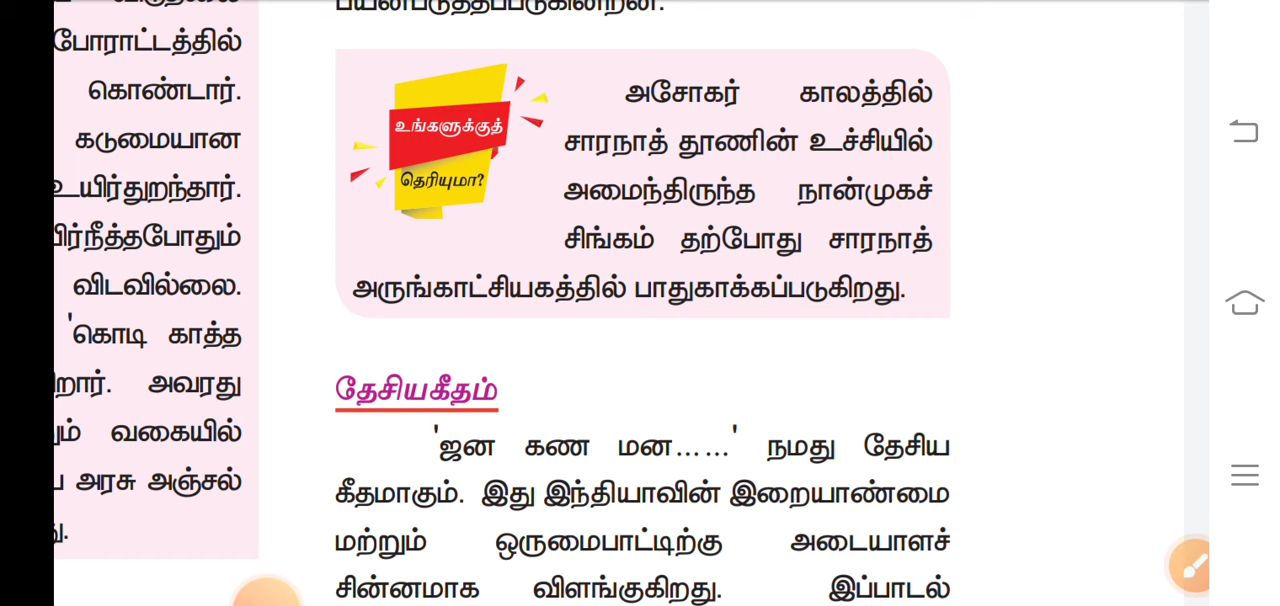 போராட்டத்தில்
கொண்டார்.
கடுமையான
உயிர்துறந்தார்.
விடவில்லை.
'கொடி காத்த
அவரது
வகையில்
அரசு அஞ்சல்
பயன்படுத்தப்படுகின்றன.
உங்களுக்குத்
தெரியுமா?
அசோகர் காலத்தில்
சாரநாத் தூணின் உச்சியில்
அமைந்திருந்த நான்முகச்
சிங்கம் தற்போது சாரநாத்
அருங்காட்சியகத்தில் பாதுகாக்கப்படுகிறது.
தேசியகீதம்
'ஜன கண மன……' நமது தேசிய
கீதமாகும். இது இந்தியாவின் இறையாண்மை
மற்றும் ஒருமைபாட்டிற்கு அடையாளச்
சின்னமாக விளங்குகிறது. இப்பாடல்